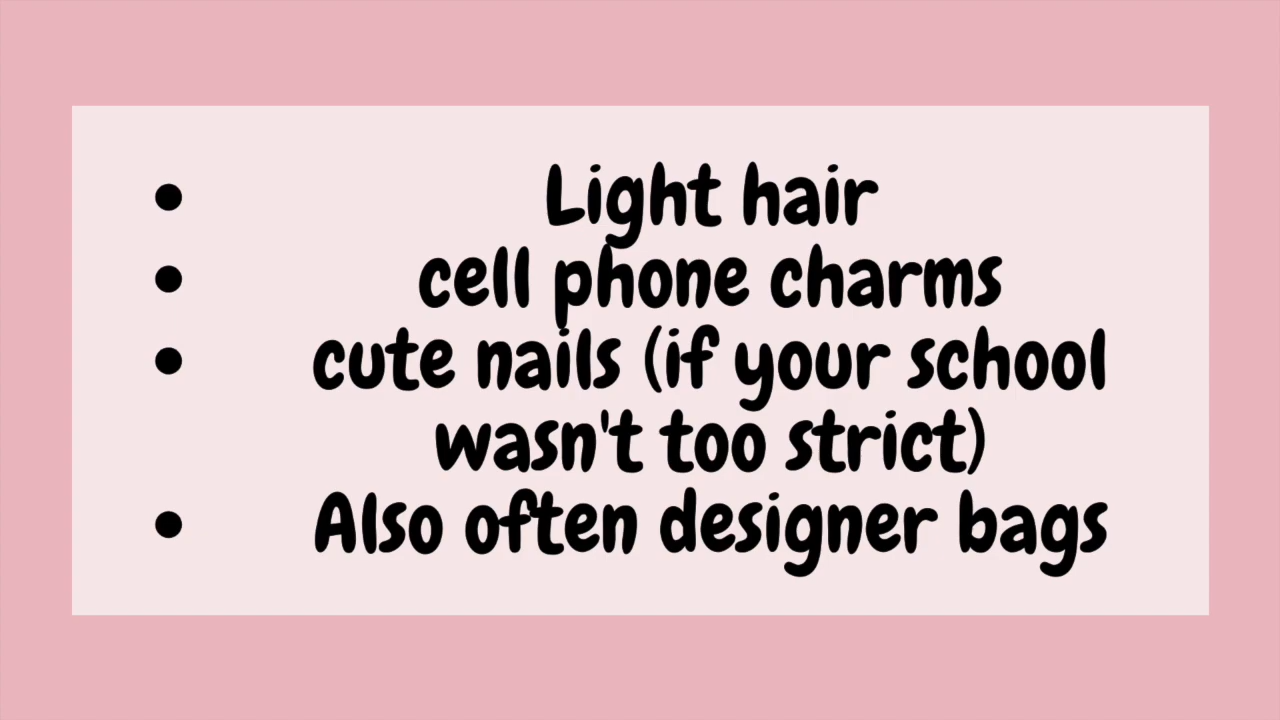 • Light hair
• cell phone charms
• cute nails (if your school
wasn't too strict)
• Also often designer bags